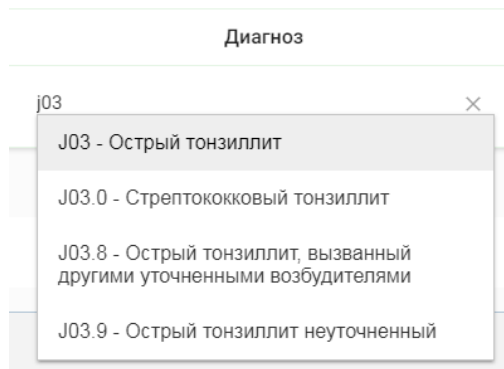 Диагноз
j03
J03 - Острый тонзиллит
J03.0 - Стрептококковый тонзиллит
J03.8 - Острый тонзиллит, вызванный
другими уточненными возбудителями
J03.9 - Острый тонзиллит неуточненный